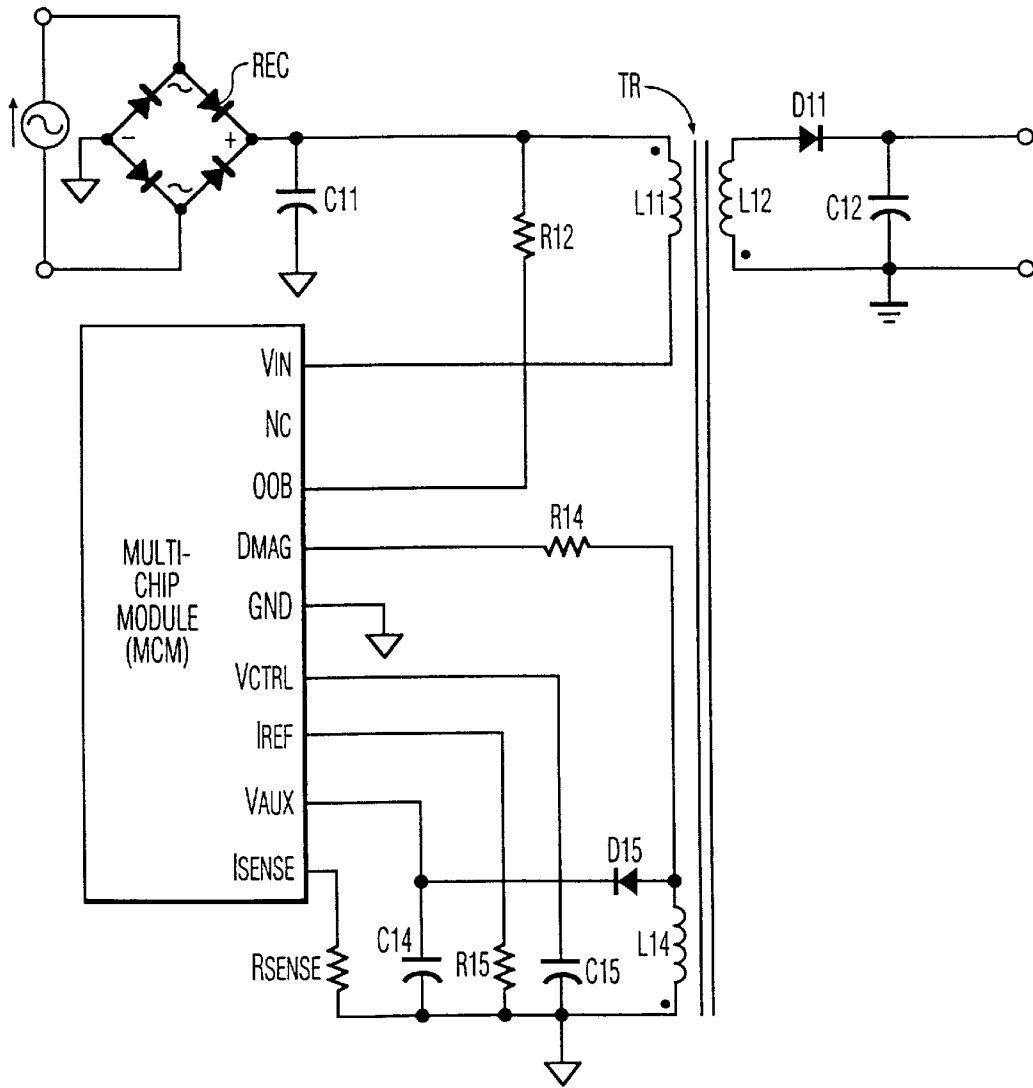 REC
TR
D11
− +
C11
R12
L11
L12
C12
VIN
NC
OOB
R14
DMAG
MULTI-
CHIP
MODULE
(MCM)
GND
VCTRL
IREF
VAUX
D15
ISENSE
C14
L14
RSENSE
R15
C15